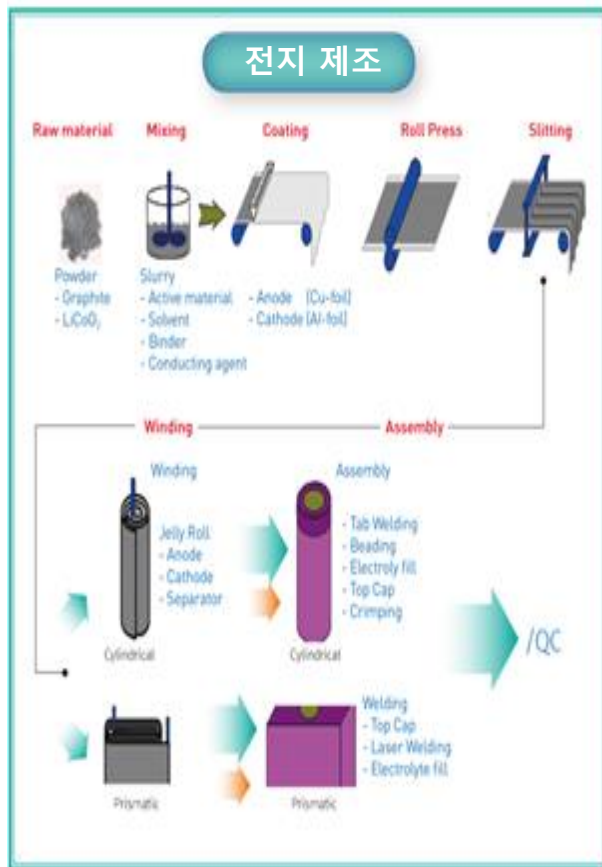 전지 제조
Raw material
Mixing
Coating
Roll Press
Slitting
Powder
- Graphite
- LiCoO₂
Slurry
- Active material
- Solvent
- Binder
- Conducting agent
- Anode (Cu-foil)
- Cathode (Al-foil)
Winding
Assembly
Winding
Jelly Roll
- Anode
- Cathode
- Separator
Cylindrical
Assembly
- Tab Welding
- Beading
- Electroly fill
- Top Cap
- Crimping
Cylindrical
/QC
Prismatic
Welding
- Top Cap
- Laser Welding
- Electrolyte fill
Prismatic